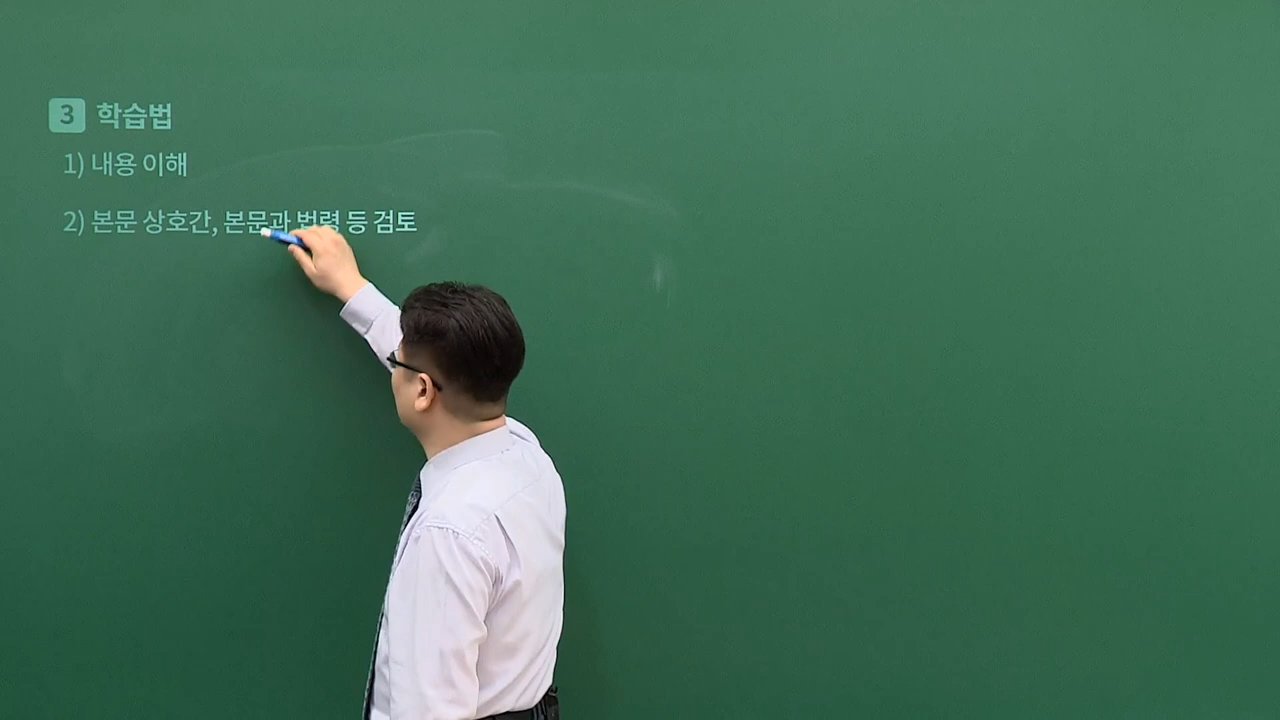 3 학습법
1) 내용 이해
2) 본문 상호간, 본문과 법령 등 검토